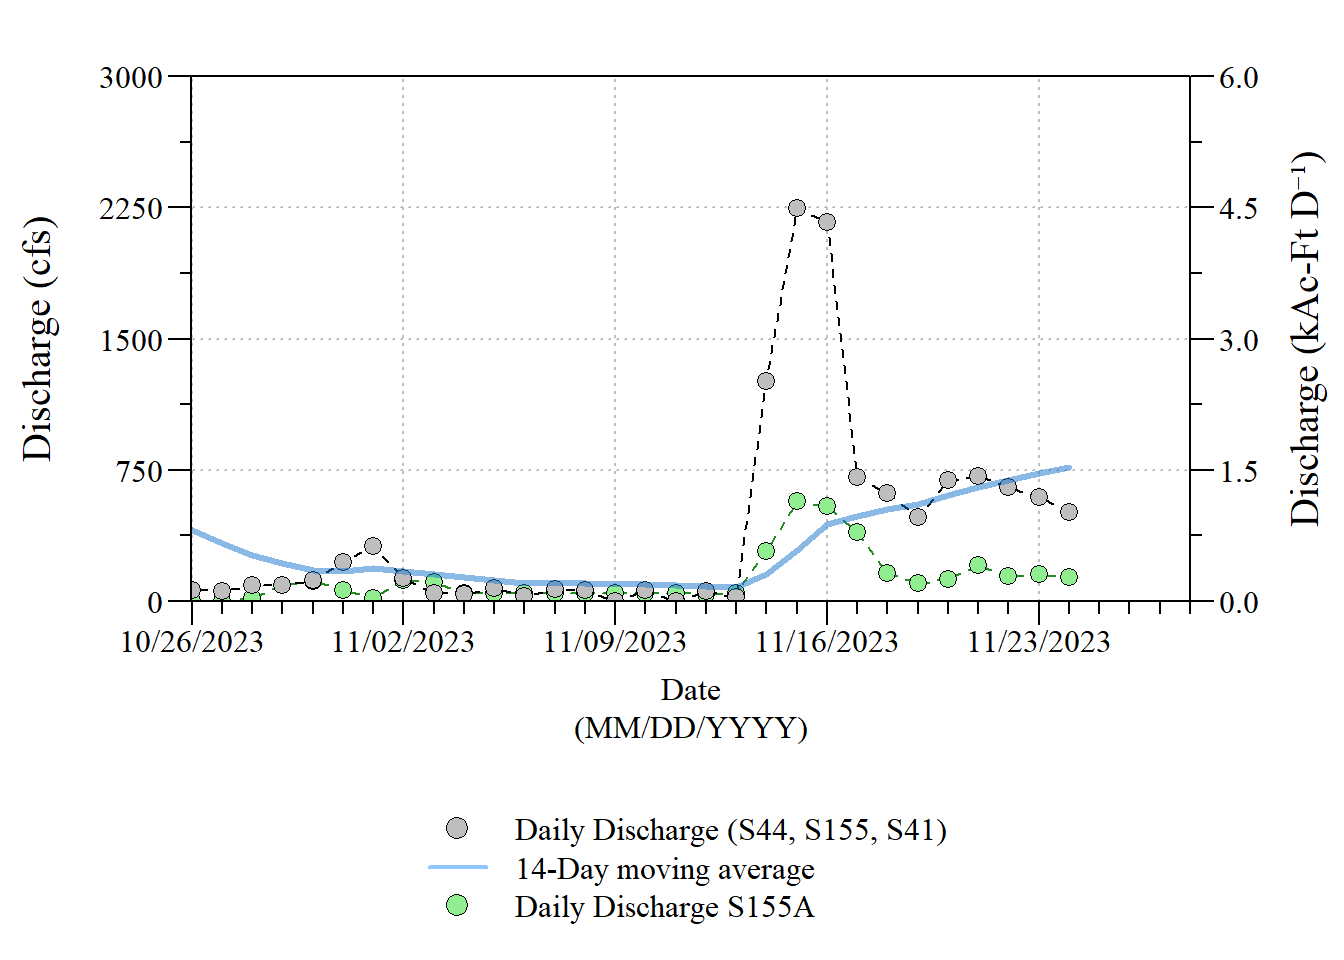 3000
2250
1500
750
0
Discharge (cfs)
6.0
4.5
3.0
1.5
0.0
Discharge (kAc-Ft D⁻¹)
10/26/2023
11/02/2023
11/09/2023
11/16/2023
11/23/2023
Date
(MM/DD/YYYY)
Daily Discharge (S44, S155, S41)
14-Day moving average
Daily Discharge S155A